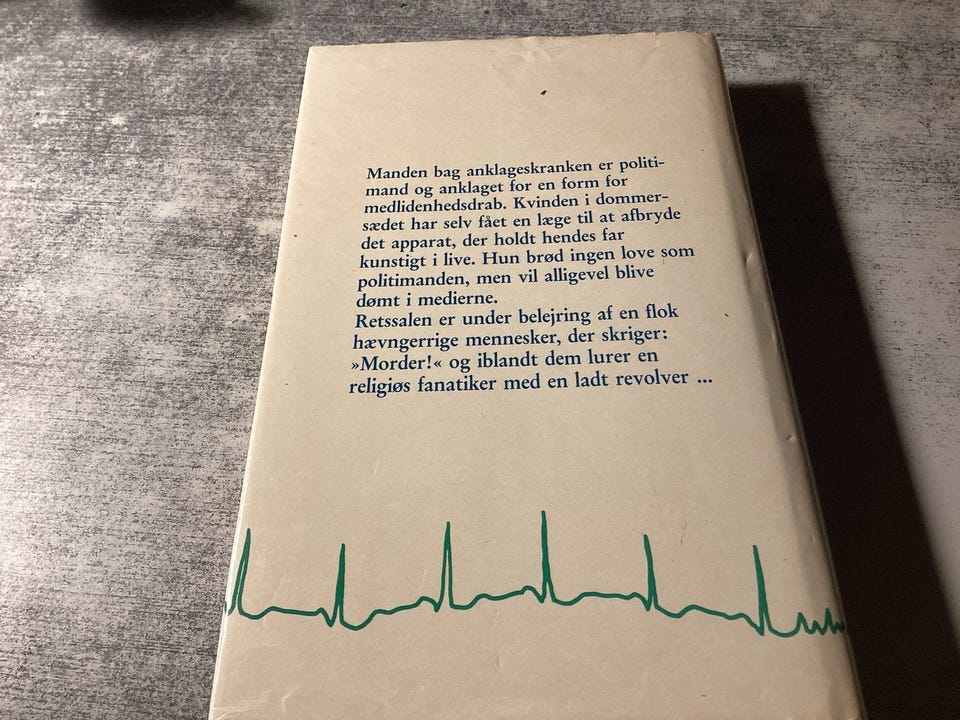 Manden bag anklageskranken er politi-
mand og anklaget for en form for
medlidenhedsdrab. Kvinden i dommer-
sædet har selv fået en læge til at afbryde
det apparat, der holdt hendes far
kunstigt i live. Hun brød ingen love som
politimanden, men vil alligevel blive
dømt i medierne.
Retssalen er under belejring af en flok
hævngerrige mennesker, der skriger:
»Morder!« og iblandt dem lurer en
religiøs fanatiker med en ladt revolver ...